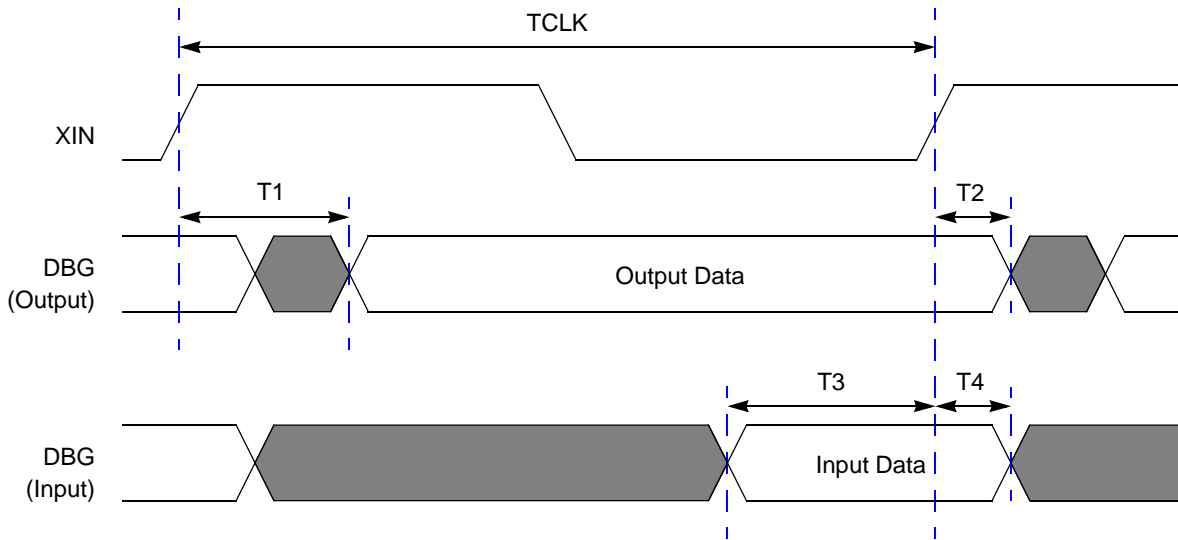 TCLK
XIN
T1
T2
DBG
(Output)
Output Data
T3
T4
DBG
(Input)
Input Data